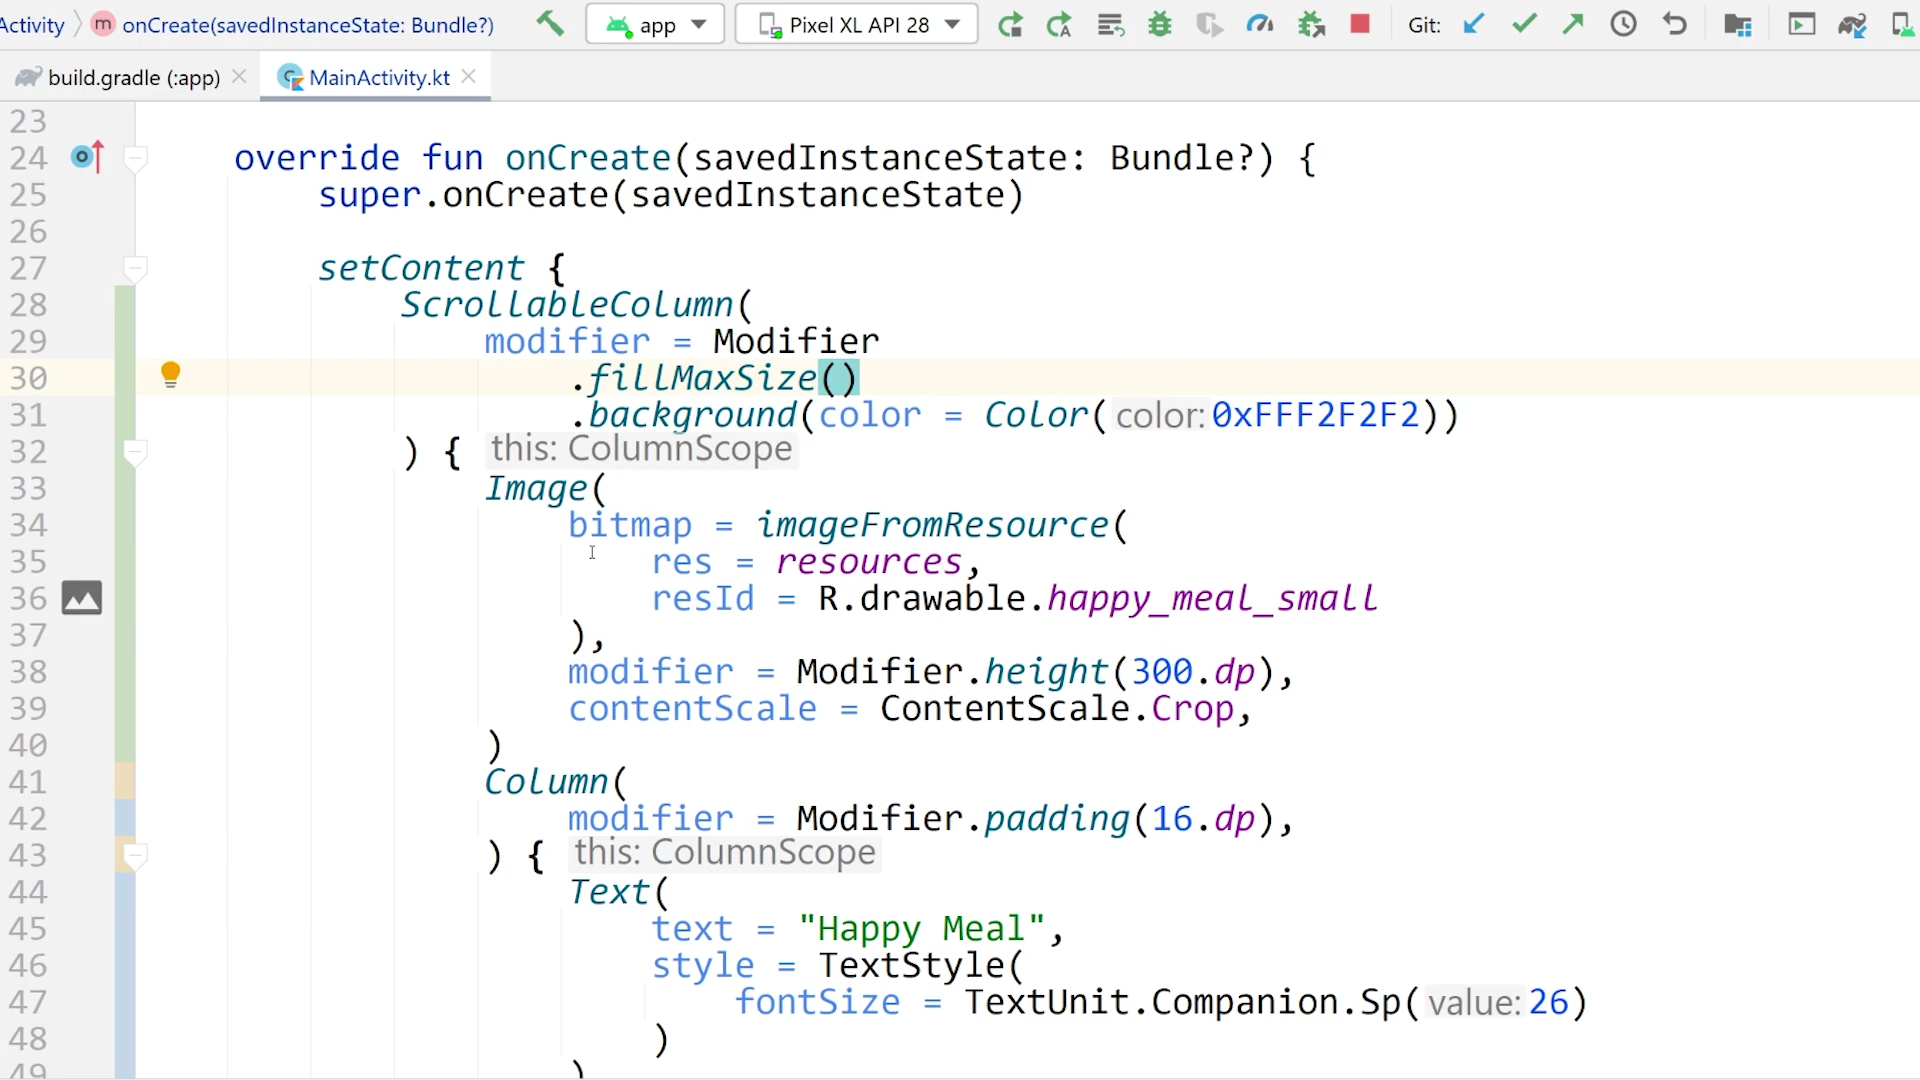 Activity
onCreate(savedInstanceState: Bundle?)
app
Pixel XL API 28
Git:
build.gradle (:app)
MainActivity.kt
23
24 override fun onCreate(savedInstanceState: Bundle?) {
25 super.onCreate(savedInstanceState)
26
27 setContent {
28 ScrollableColumn(
29 modifier = Modifier
30 .fillMaxSize()
31 .background(color = Color( color: 0xFFF2F2F2))
32 ) { this: ColumnScope
33 Image(
34 bitmap = imageFromResource(
35 res = resources,
36 resId = R.drawable.happy_meal_small
37 ),
38 modifier = Modifier.height(300.dp),
39 contentScale = ContentScale.Crop,
40 )
41 Column(
42 modifier = Modifier.padding(16.dp),
43 ) { this: ColumnScope
44 Text(
45 text = "Happy Meal",
46 style = TextStyle(
47 fontSize = TextUnit.Companion.Sp( value: 26)
48 )
49 )